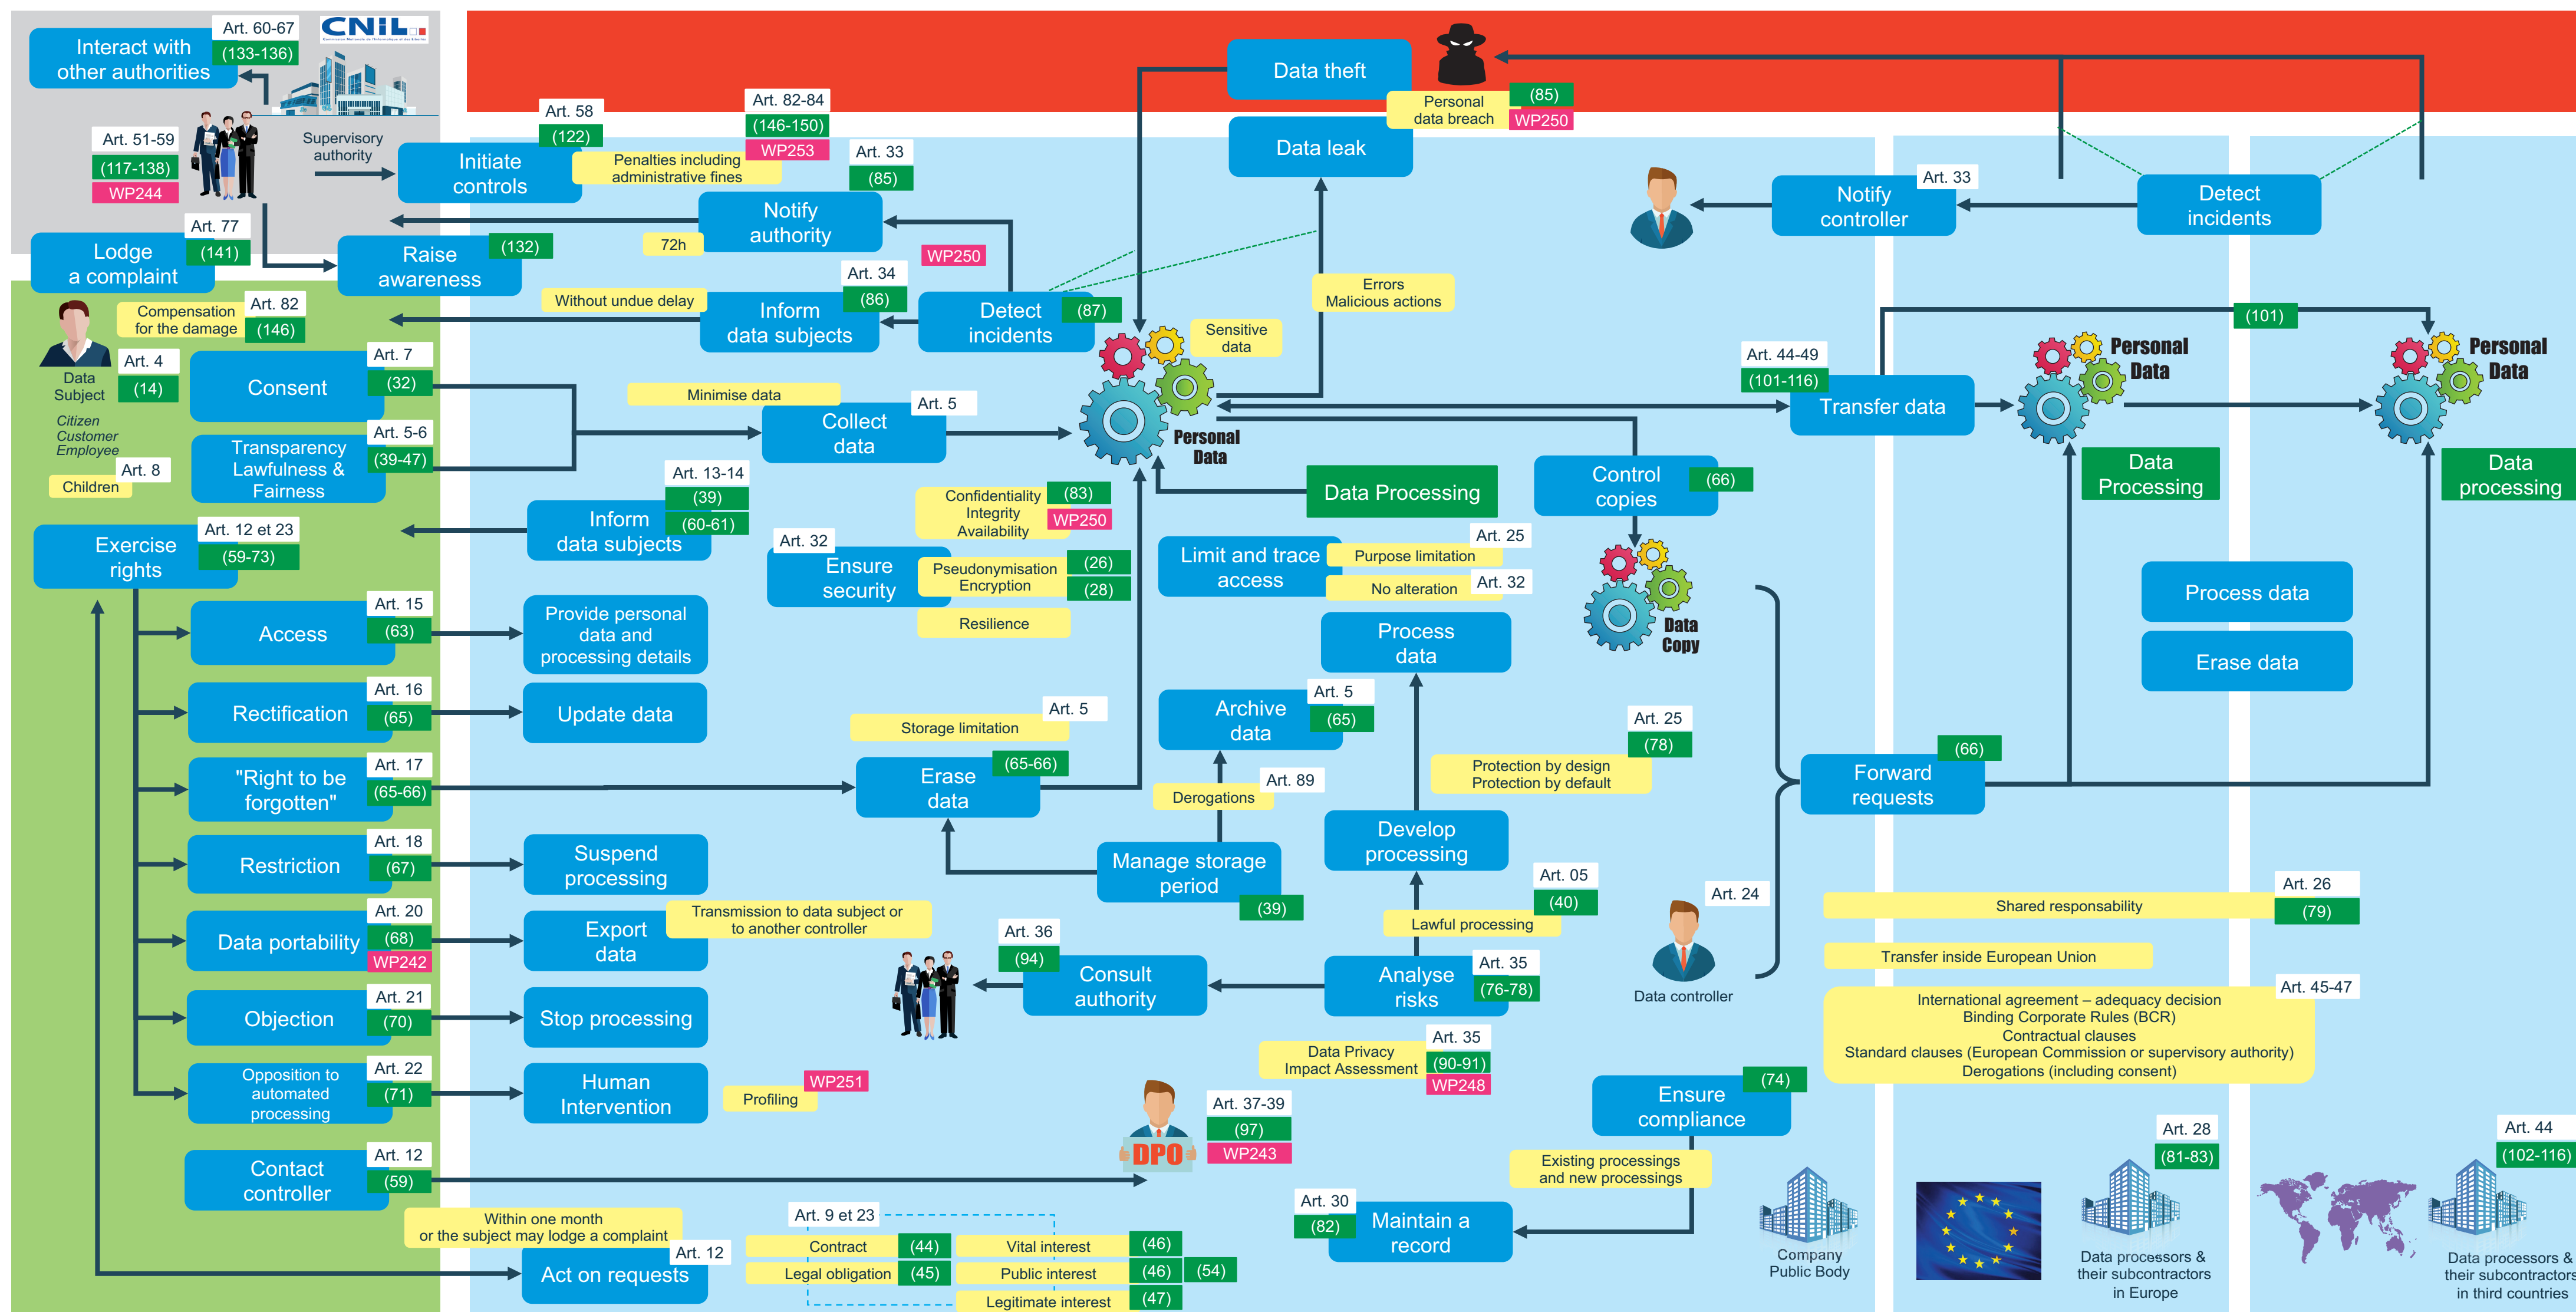 Interact with
other authorities
Art. 60-67
(133-136)
CNiL
Art. 51-59
(117-138)
WP244
Supervisory
authority
Art. 58
(122)
Initiate
controls
Penalties including
administrative fines
Art. 82-84
(146-150)
WP253
Art. 33
(85)
Notify
authority
72h
Art. 77
(141)
Lodge
a complaint
Raise
awareness
(132)
Data theft
Personal
data breach
(85)
WP250
Data leak
Errors
Malicious actions
Notify
controller
Art. 33
Detect
incidents
WP250
Art. 34
(86)
Without undue delay
Inform
data subjects
Detect
incidents
(87)
Sensitive
data
Personal
Data
Compensation
for the damage
Art. 82
(146)
Data
Subject
Art. 4
(14)
Citizen
Customer
Employee
Children
Art. 8
Consent
Art. 7
(32)
Transparency
Lawfulness &
Fairness
Art. 5-6
(39-47)
Minimise data
Collect
data
Art. 5
Art. 44-49
(101-116)
Transfer data
(101)
Personal
Data
Personal
Data
Data
Processing
Data
processing
Art. 13-14
(39)
(60-61)
Inform
data subjects
Confidentiality
Integrity
Availability
(83)
WP250
Art. 32
Ensure
security
Pseudonymisation
Encryption
(26)
(28)
Resilience
Data Processing
Control
copies
(66)
Limit and trace
access
Purpose limitation
Art. 25
No alteration
Art. 32
Data
Copy
Process data
Erase data
Exercise
rights
Art. 12 et 23
(59-73)
Access
Art. 15
(63)
Provide personal
data and
processing details
Rectification
Art. 16
(65)
Update data
"Right to be
forgotten"
Art. 17
(65-66)
Storage limitation
Art. 5
Erase
data
(65-66)
Process
data
Archive
data
Art. 5
(65)
Derogations
Art. 89
Manage storage
period
(39)
Art. 25
(78)
Protection by design
Protection by default
Develop
processing
Art. 05
(40)
Lawful processing
Forward
requests
(66)
Restriction
Art. 18
(67)
Suspend
processing
Data portability
Art. 20
(68)
WP242
Export
data
Transmission to data subject or
to another controller
Objection
Art. 21
(70)
Stop processing
Opposition to
automated
processing
Art. 22
(71)
Human
Intervention
Profiling
WP251
Art. 36
(94)
Consult
authority
Analyse
risks
Art. 35
(76-78)
Data Privacy
Impact Assessment
Art. 35
(90-91)
WP248
Art. 24
Data controller
Shared responsability
Art. 26
(79)
Transfer inside European Union
Art. 45-47
International agreement – adequacy decision
Binding Corporate Rules (BCR)
Contractual clauses
Standard clauses (European Commission or supervisory authority)
Derogations (including consent)
Contact
controller
Art. 12
(59)
DPO
Art. 37-39
(97)
WP243
Ensure
compliance
(74)
Existing processings
and new processings
Art. 30
(82)
Maintain a
record
Within one month
or the subject may lodge a complaint
Act on requests
Art. 12
Art. 9 et 23
Contract
(44)
Legal obligation
(45)
Vital interest
(46)
Public interest
(46)
(54)
Legitimate interest
(47)
Company
Public Body
Art. 28
(81-83)
Data processors &
their subcontractors
in Europe
Art. 44
(102-116)
Data processors &
their subcontractors
in third countries